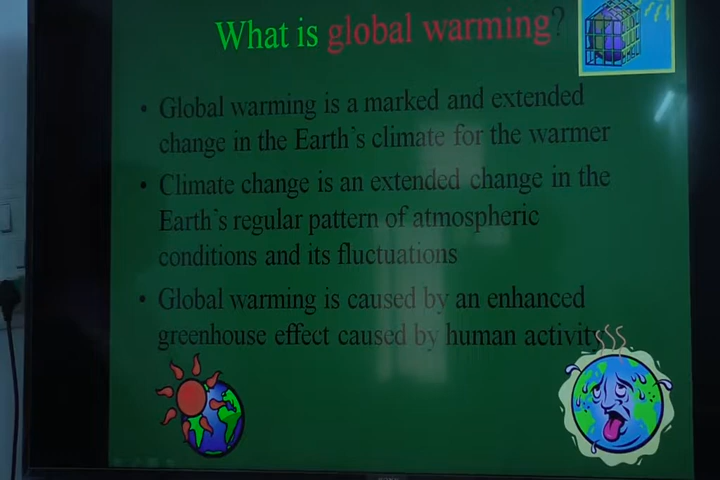 What is global warming?
• Global warming is a marked and extended
change in the Earth's climate for the warmer
• Climate change is an extended change in the
Earth's regular pattern of atmospheric
conditions and its fluctuations
• Global warming is caused by an enhanced
greenhouse effect caused by human activity